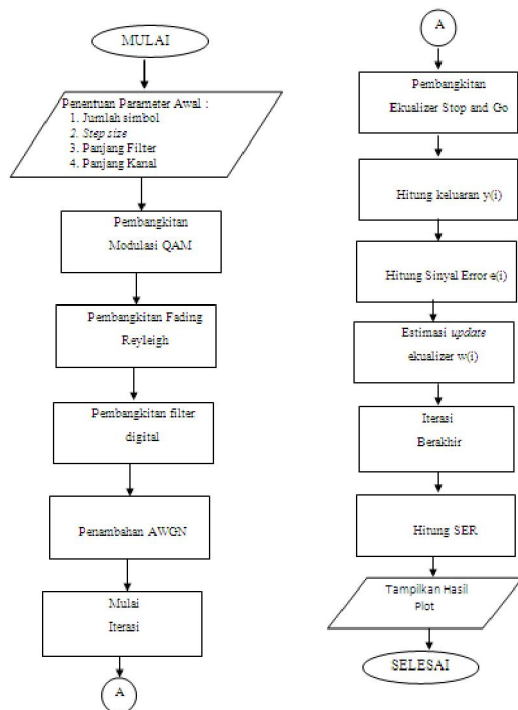 MULAI
Penentuan Parameter Awal :
1. Jumlah simbol
2. Step size
3. Panjang Filter
4. Panjang Kanal
Pembangkitan
Modulasi QAM
Pembangkitan Fading
Reyleigh
Pembangkitan filter
digital
Penambahan AWGN
Mulai
Iterasi
A
A
Pembangkitan
Ekualizer Stop and Go
Hitung keluaran y(i)
Hitung Sinyal Error e(i)
Estimasi update
ekualizer w(i)
Iterasi
Berakhir
Hitung SER
Tampilkan Hasil
Plot
SELESAI